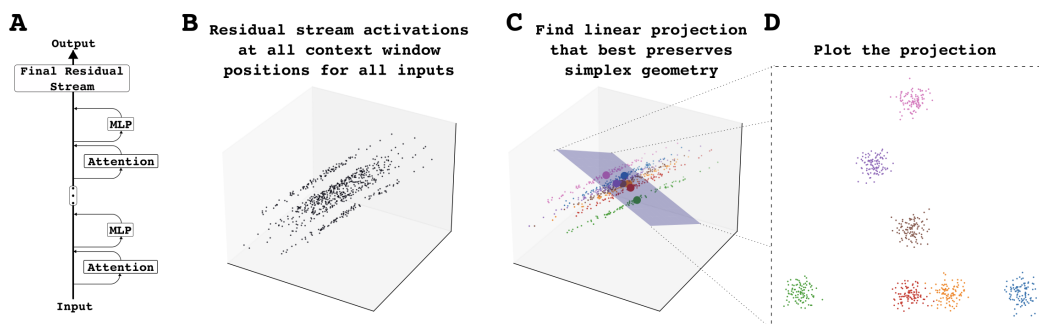 A
Output
Final Residual
Stream
MLP
Attention
MLP
Attention
Input
B
Residual stream activations
at all context window
positions for all inputs
C
Find linear projection
that best preserves
simplex geometry
D
Plot the projection